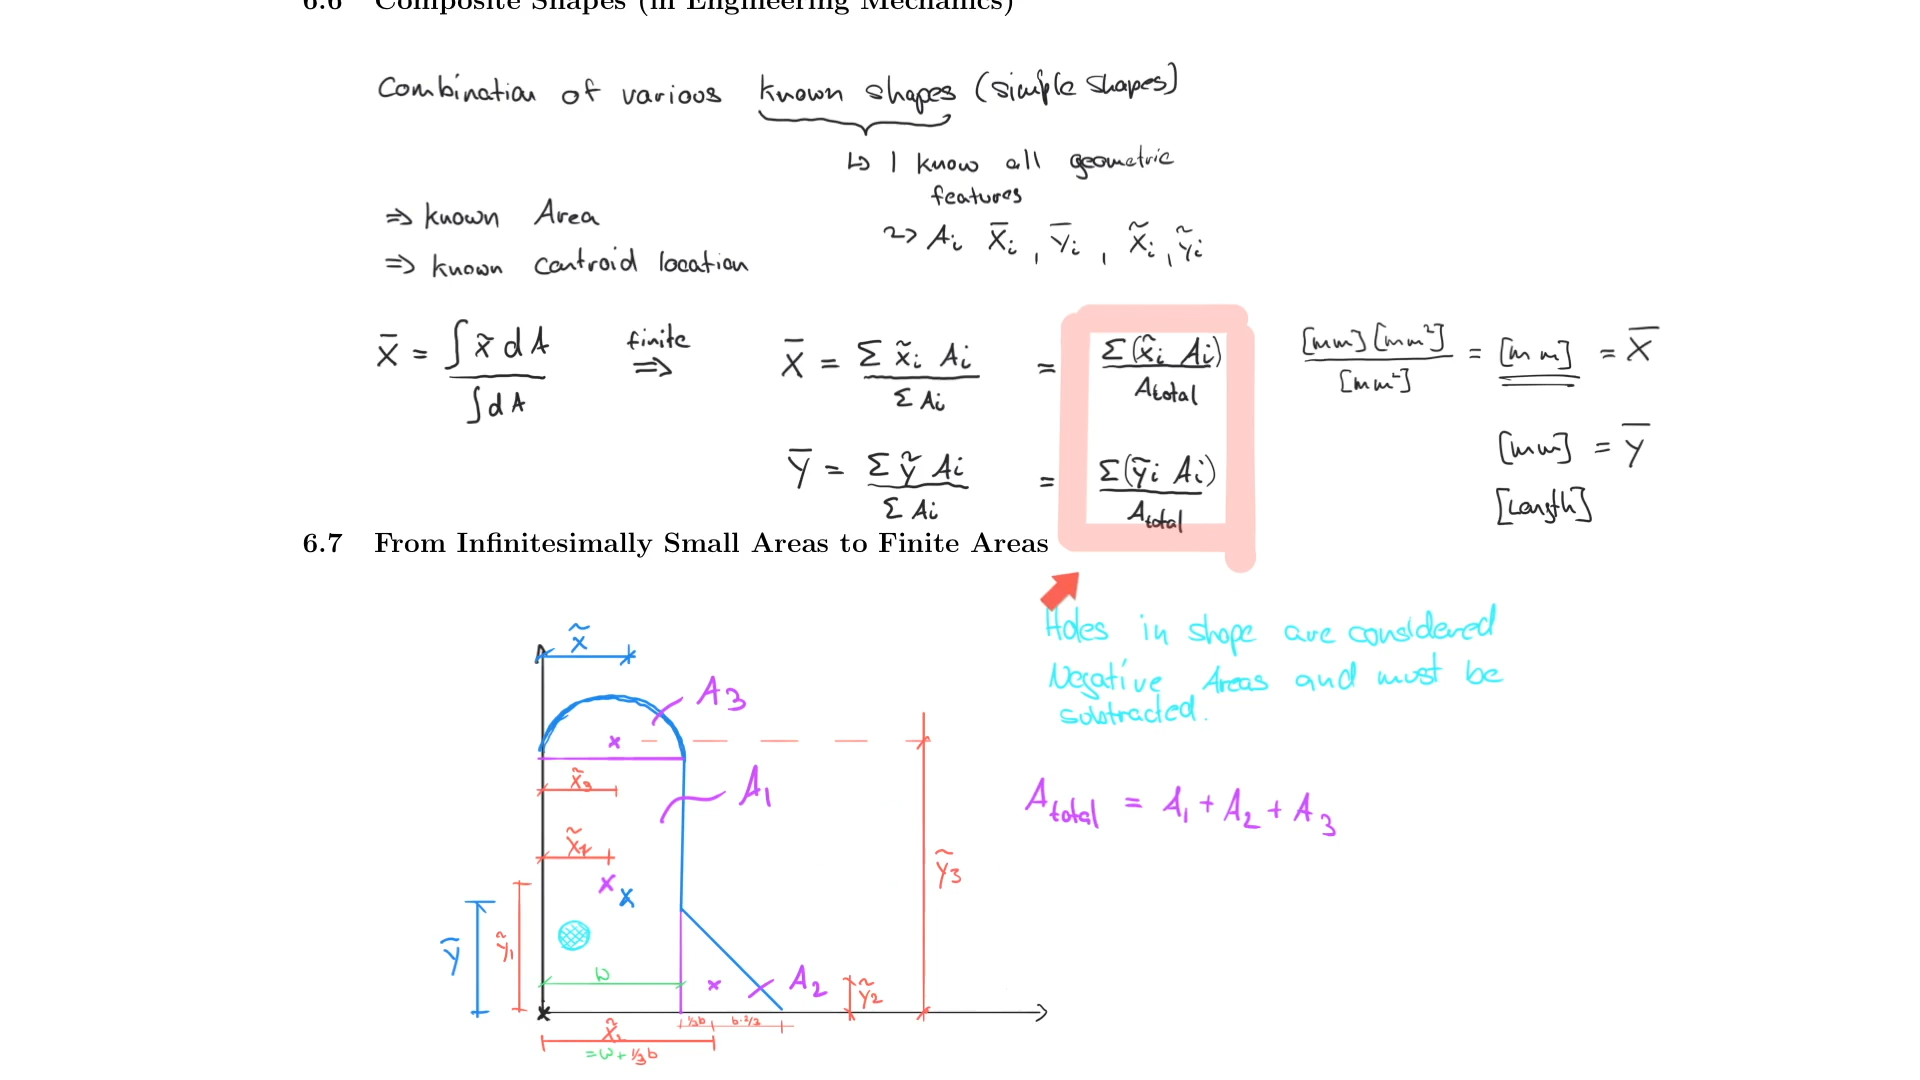 6.6 Composite Shapes (in Engineering Mechanics)
Combination of various known shapes (simple shapes)
↳ I know all geometric
features
⇒ known Area
~> Ai x̄i , ȳi , x̃i , ỹi
⇒ known centroid location
x̄ = ∫ x̃ dA / ∫ dA finite ⇒ x̄ = Σ x̃i Ai / Σ Ai = Σ(x̃i Ai) / Atotal [mm][mm²] / [mm²] = [mm] = x̄
ȳ = Σ ỹ Ai / Σ Ai = Σ(ỹi Ai) / Atotal [mm] = ȳ
[Length]
6.7 From Infinitesimally Small Areas to Finite Areas
Holes in shape are considered
Negative Areas and must be
subtracted.
x̃
A3
x̃3
A1
Atotal = A1 + A2 + A3
ỹ3
ȳ
ỹ1
ω
A2
ỹ2
1/3b b·2/3
= ω + 1/3 b